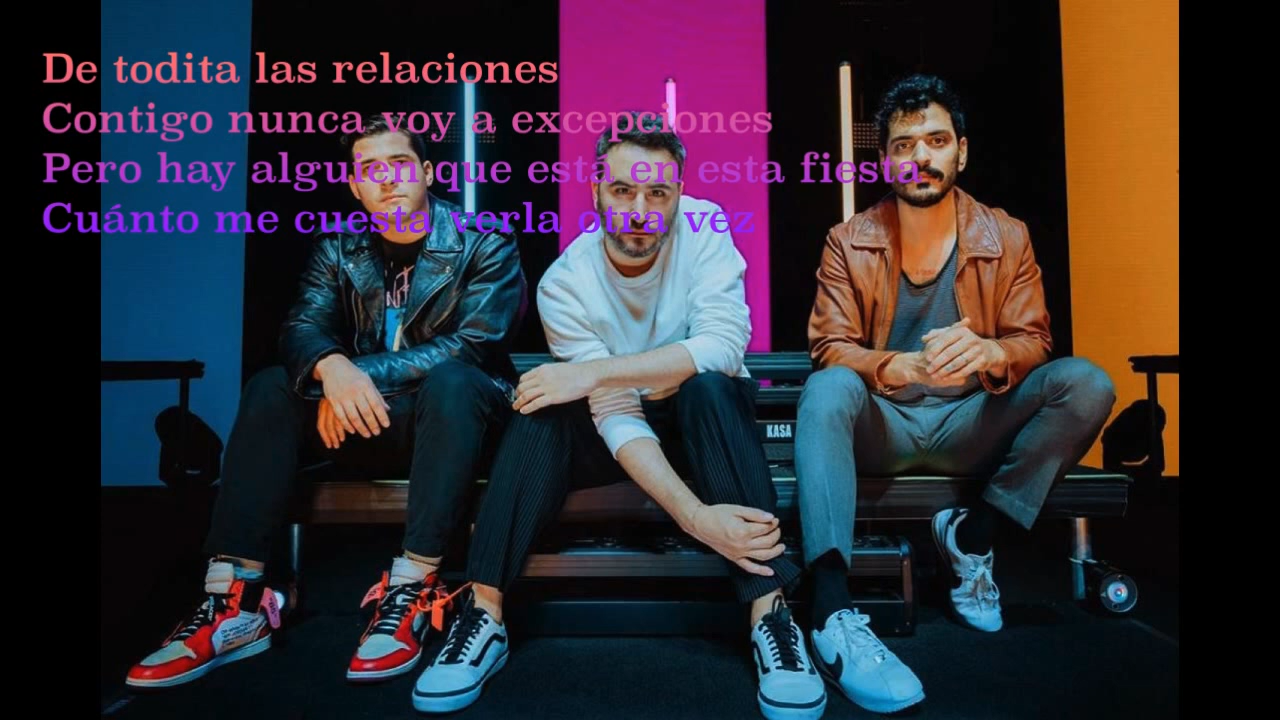 De todita las relaciones
Contigo nunca voy a excepciones
Pero hay alguien que está en esta fiesta
Cuánto me cuesta verla otra vez
KASA